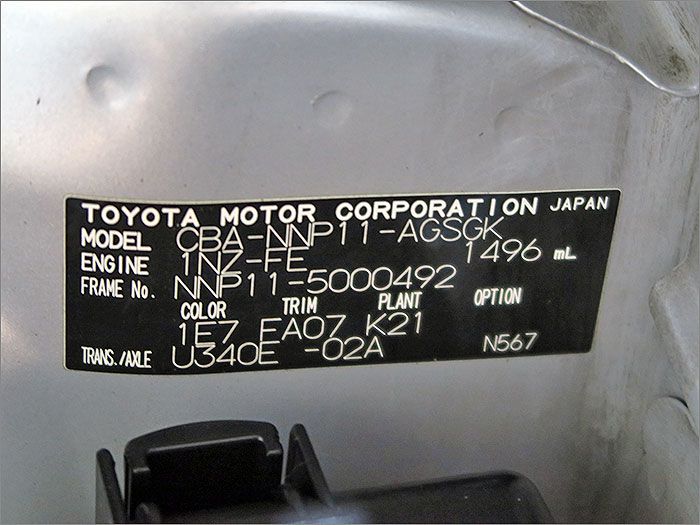 TOYOTA MOTOR CORPORATION JAPAN
MODEL CBA-NNP11-AGSGK
ENGINE 1NZ-FE 1496 mL
FRAME No. NNP11-5000492
COLOR TRIM PLANT OPTION
1E7 FA07 K21
TRANS./AXLE U340E -02A N567